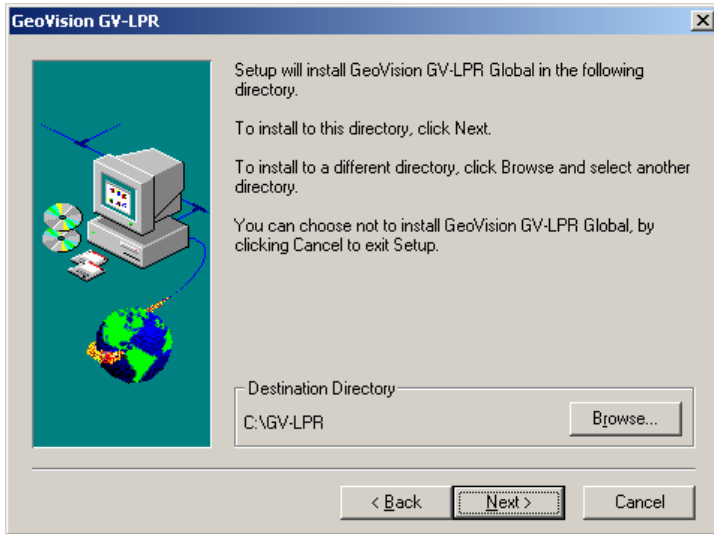 GeoVision GV-LPR
Setup will install GeoVision GV-LPR Global in the following
directory.
To install to this directory, click Next.
To install to a different directory, click Browse and select another
directory.
You can choose not to install GeoVision GV-LPR Global, by
clicking Cancel to exit Setup.
Destination Directory
C:\GV-LPR
Browse...
< Back
Next >
Cancel